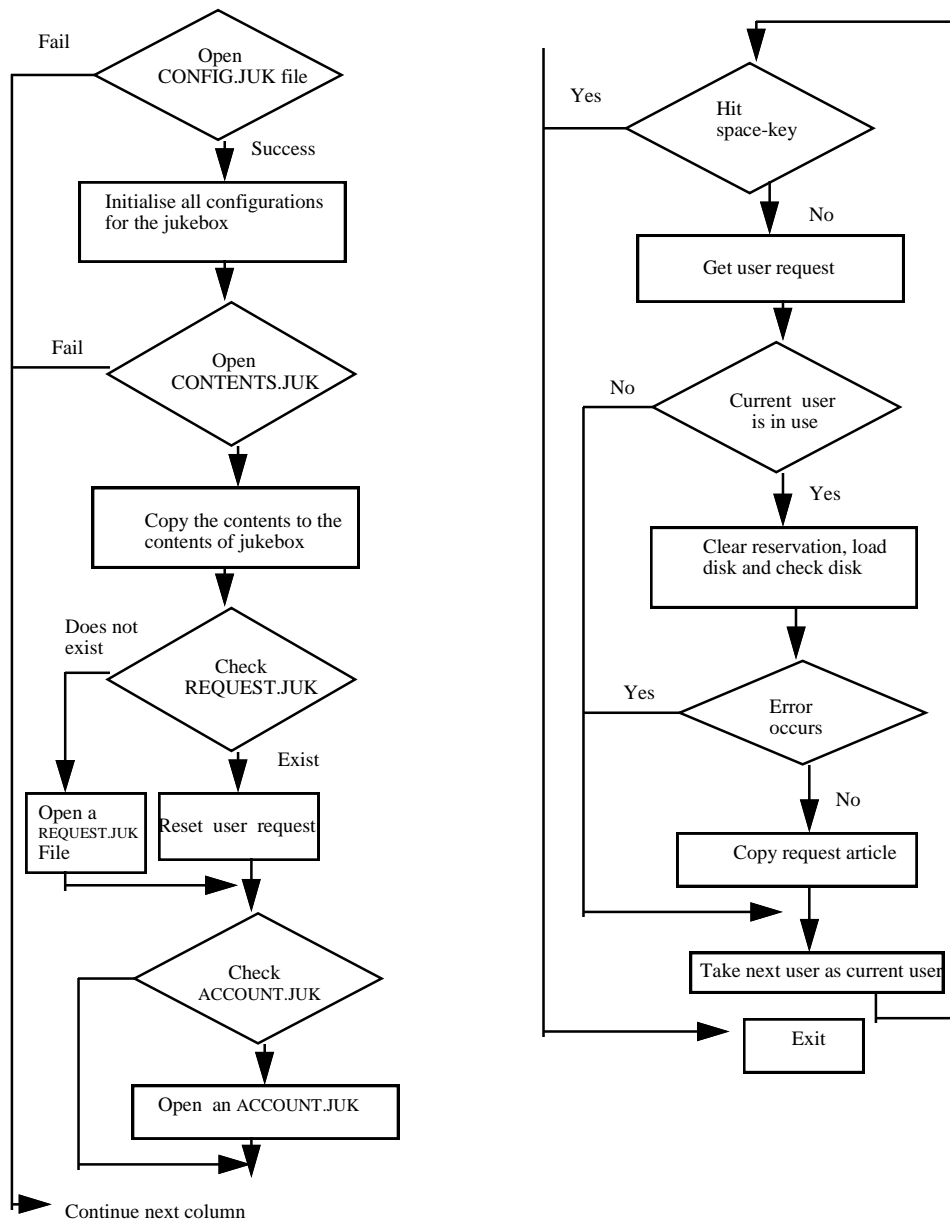 Fail
Open
CONFIG.JUK file
Success
Initialise all configurations
for the jukebox
Fail
Open
CONTENTS.JUK
Copy the contents to the
contents of jukebox
Does not
exist
Check
REQUEST.JUK
Exist
Open a
REQUEST.JUK
File
Reset user request
Check
ACCOUNT.JUK
Open an ACCOUNT.JUK
Continue next column
Yes
Hit
space-key
No
Get user request
No
Current user
is in use
Yes
Clear reservation, load
disk and check disk
Yes
Error
occurs
No
Copy request article
Take next user as current user
Exit